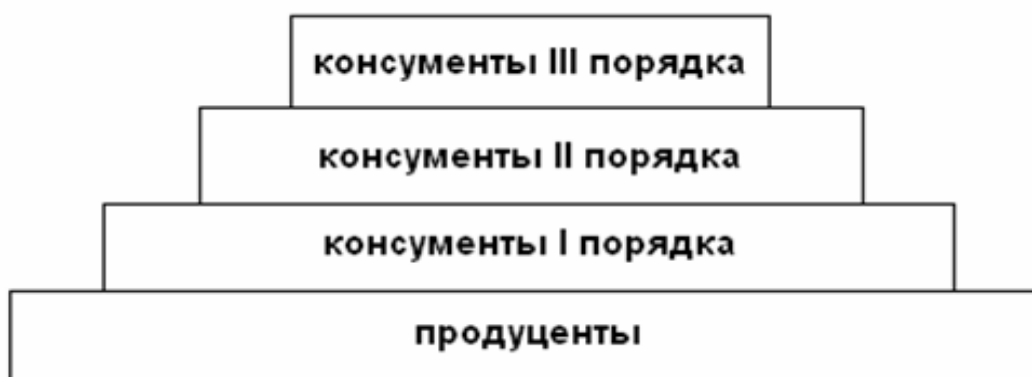 консументы III порядка
консументы II порядка
консументы I порядка
продуценты